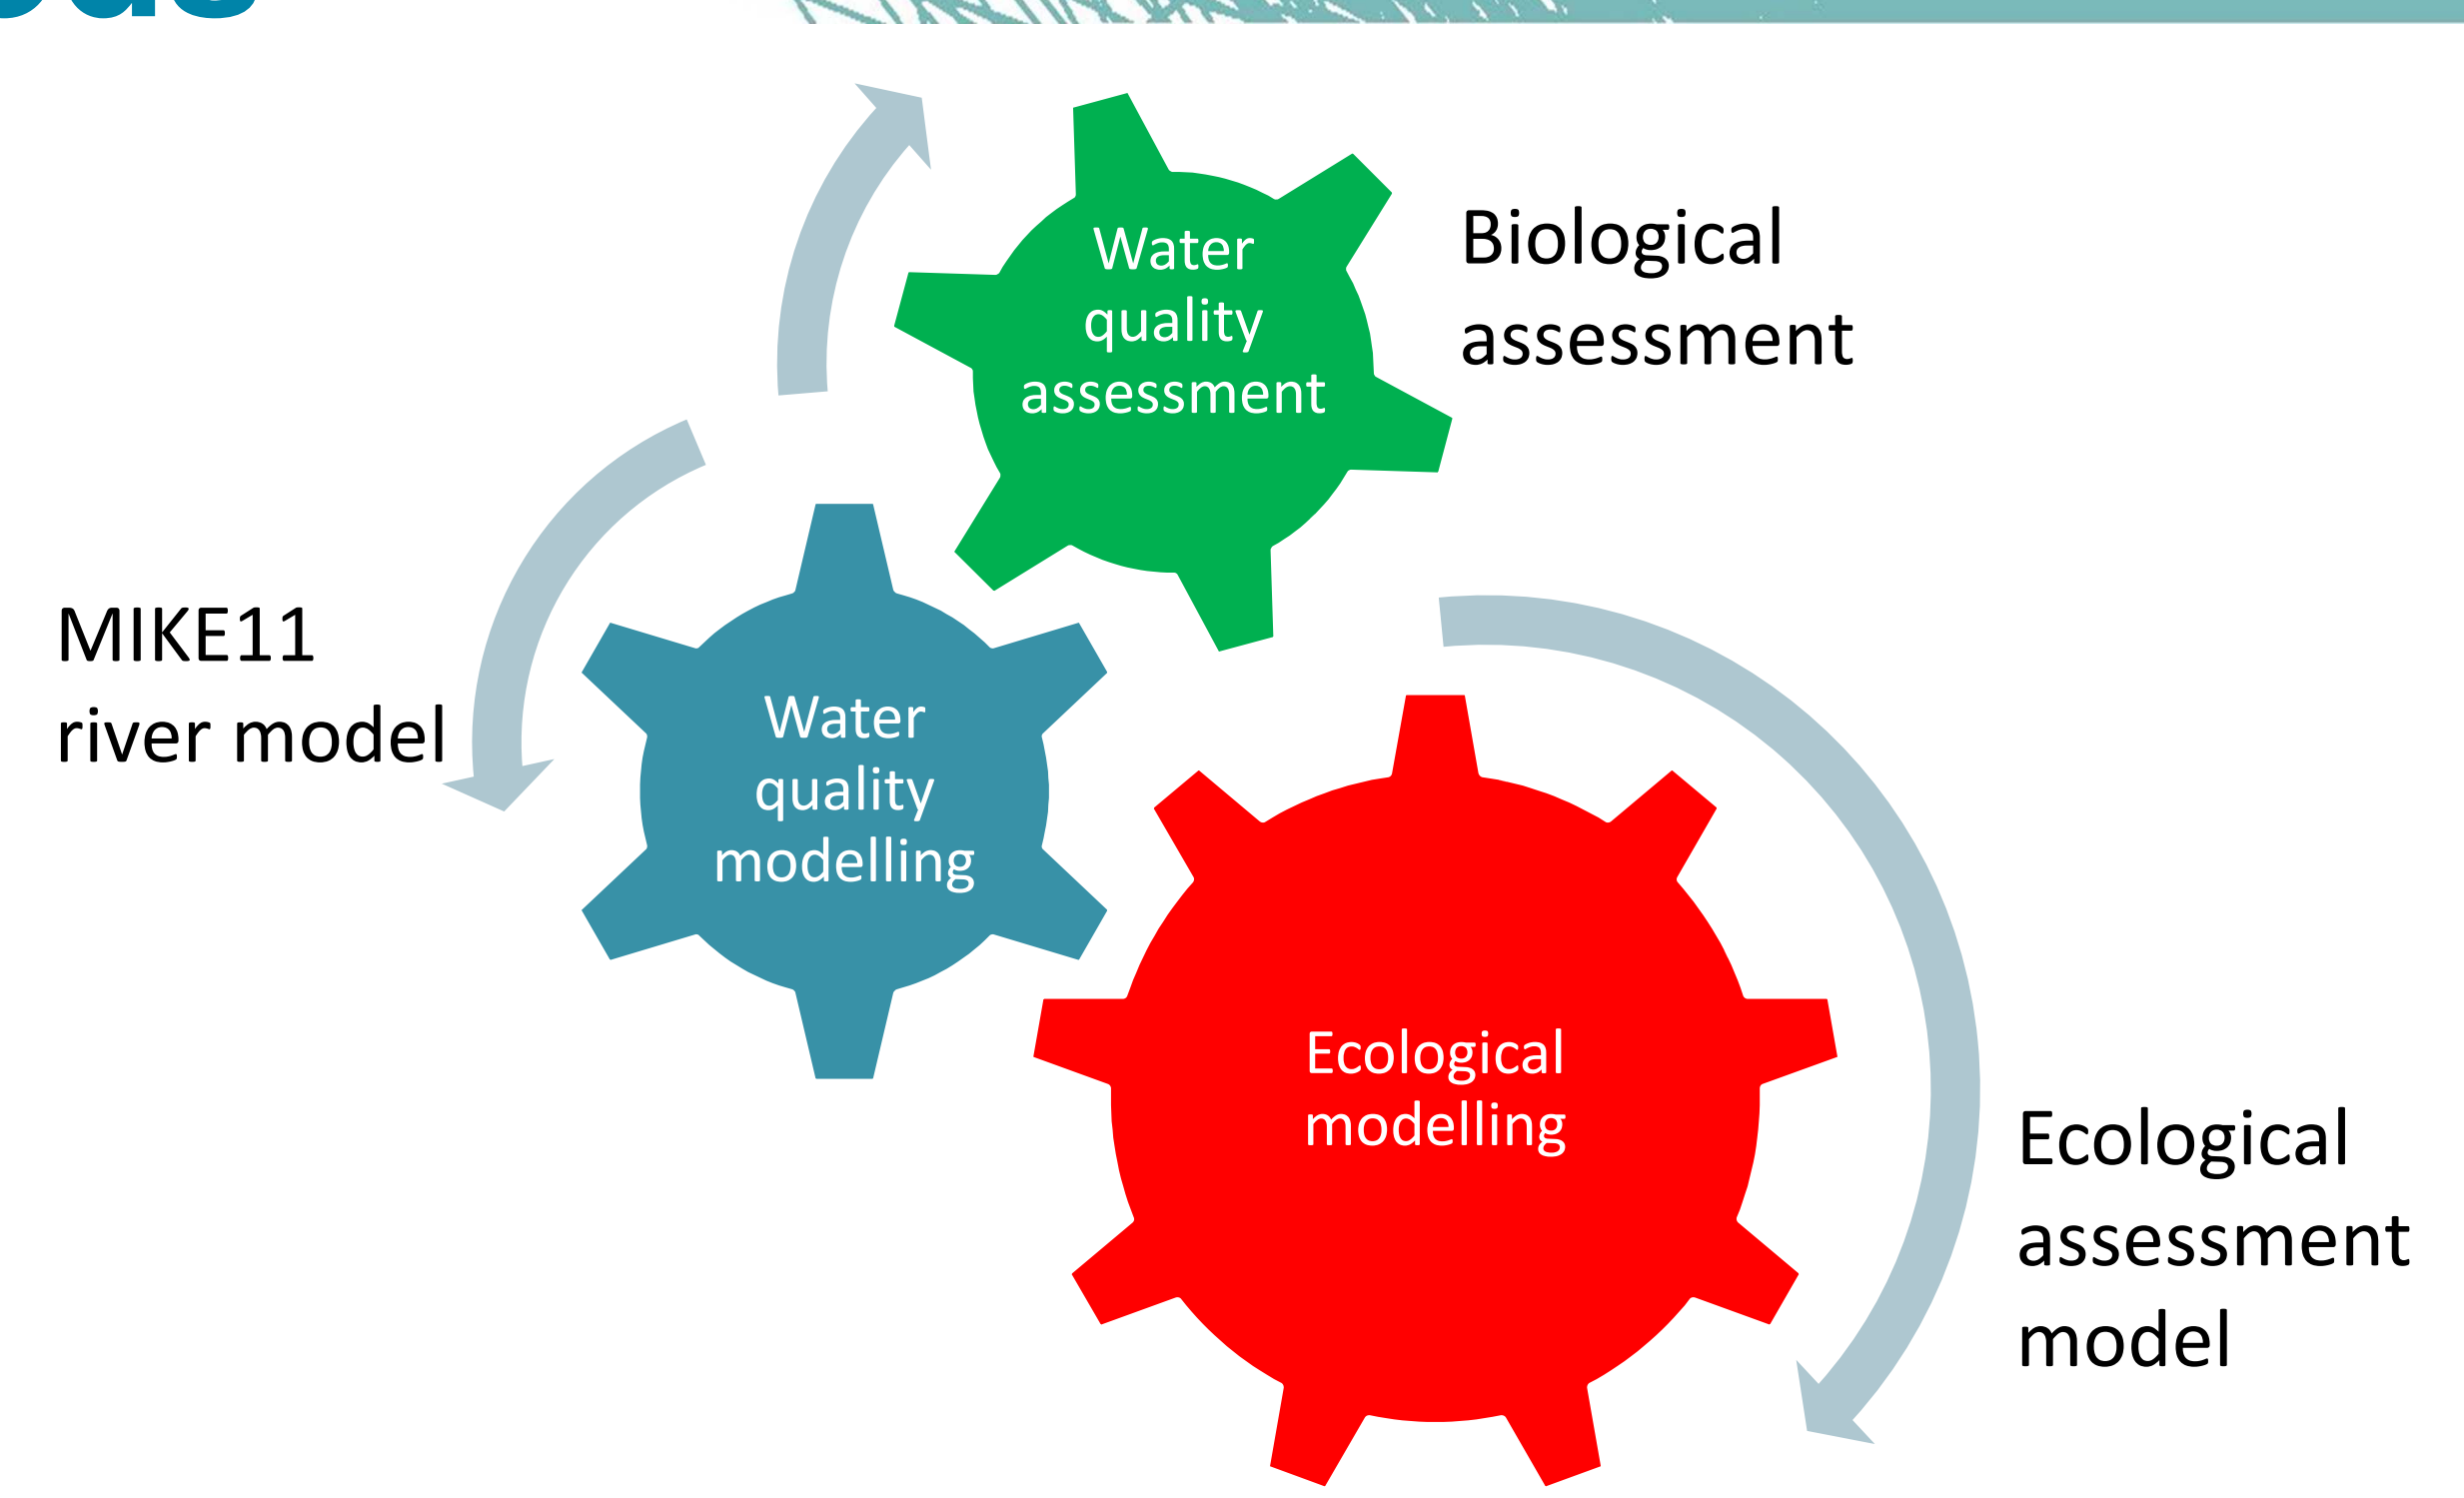 Water
quality
assessment
Biological
assessment
MIKE11
river model
Water
quality
modelling
Ecological
modelling
Ecological
assessment
model